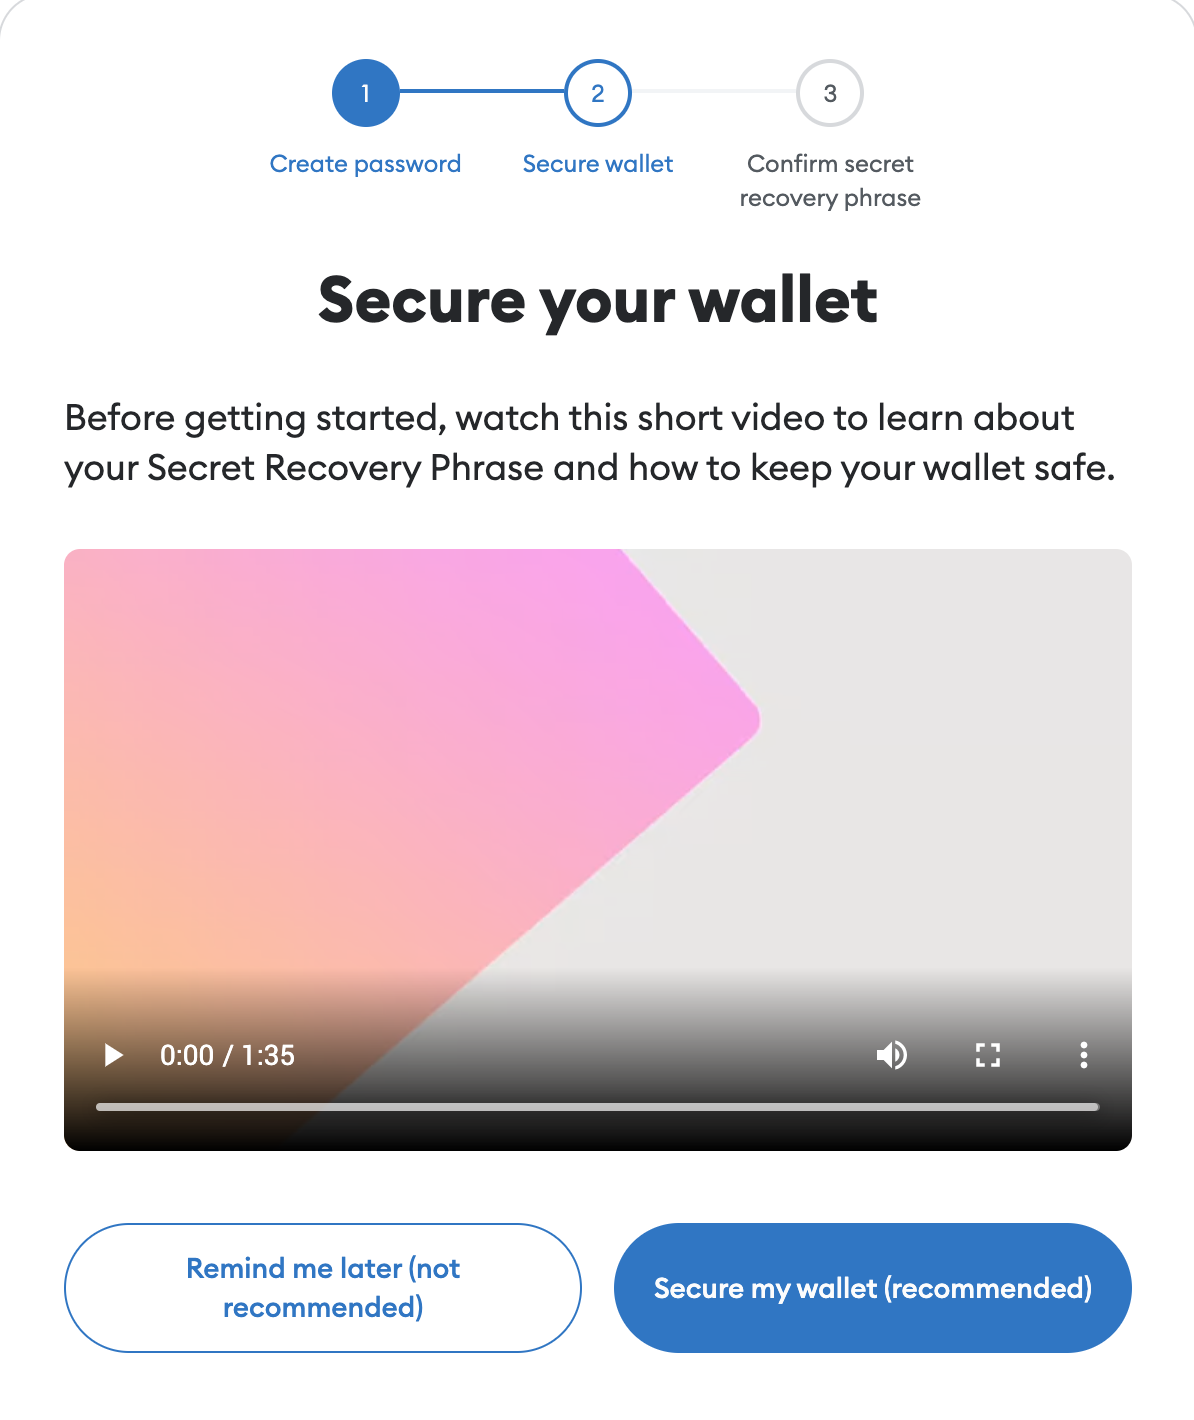 1
2
3
Create password
Secure wallet
Confirm secret
recovery phrase
Secure your wallet
Before getting started, watch this short video to learn about
your Secret Recovery Phrase and how to keep your wallet safe.
0:00 / 1:35
Remind me later (not
recommended)
Secure my wallet (recommended)